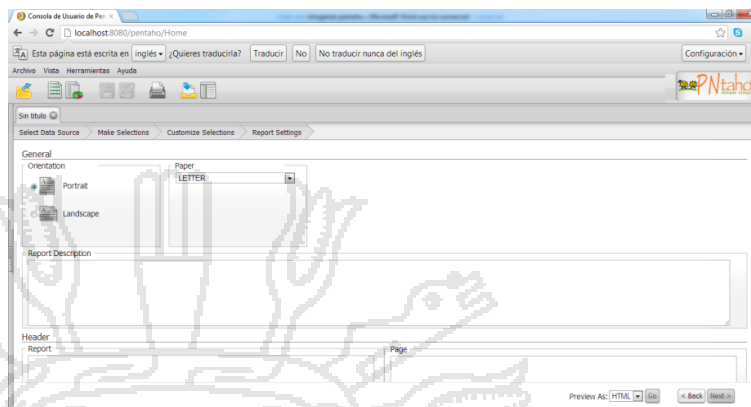 Consola de Usuario de Pen
localhost:8080/pentaho/Home
Esta página está escrita en inglés ¿Quieres traducirla? Traducir No No traducir nunca del inglés Configuración
Archivo Vista Herramientas Ayuda
PNtaho
Sin titulo
Select Data Source Make Selections Customize Selections Report Settings
General
Orientation Paper
LETTER
Portrait
Landscape
Report Description
Header
Report Page
Preview As: HTML Go < Back Next >